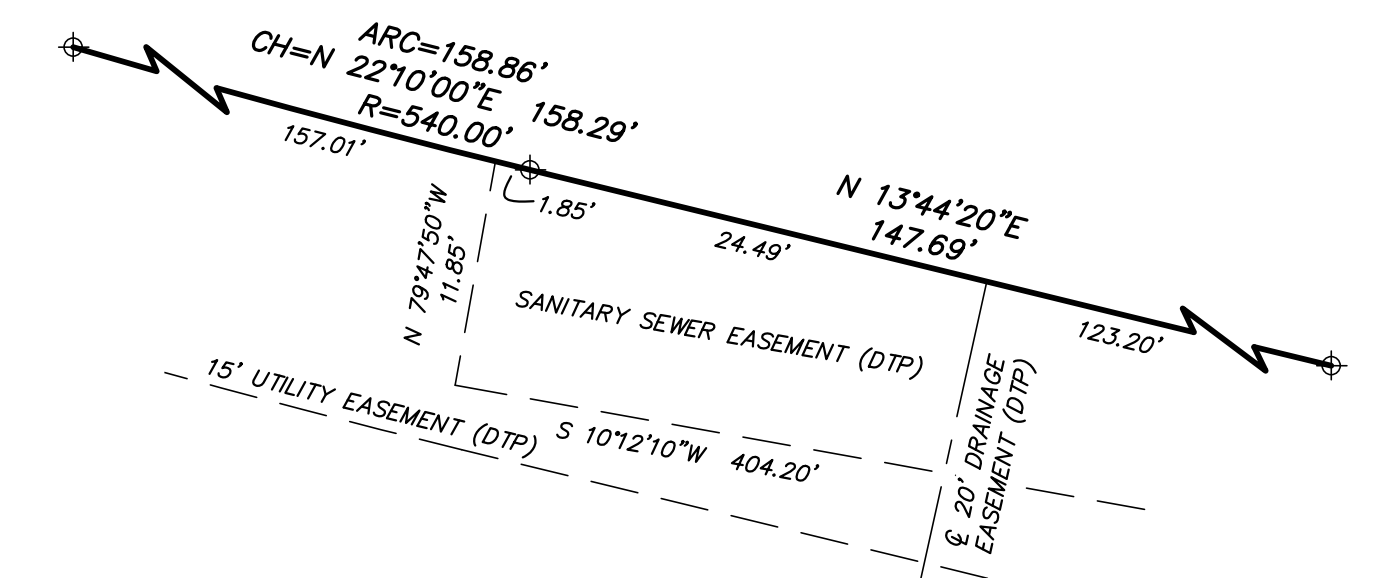 ARC=158.86'
CH=N 22°10'00"E 158.29'
R=540.00'
157.01'
1.85'
N 13°44'20"E
147.69'
24.49'
123.20'
N 79°47'50"W
11.85'
SANITARY SEWER EASEMENT (DTP)
15' UTILITY EASEMENT (DTP)
S 10°12'10"W 404.20'
℄ 20' DRAINAGE
EASEMENT (DTP)